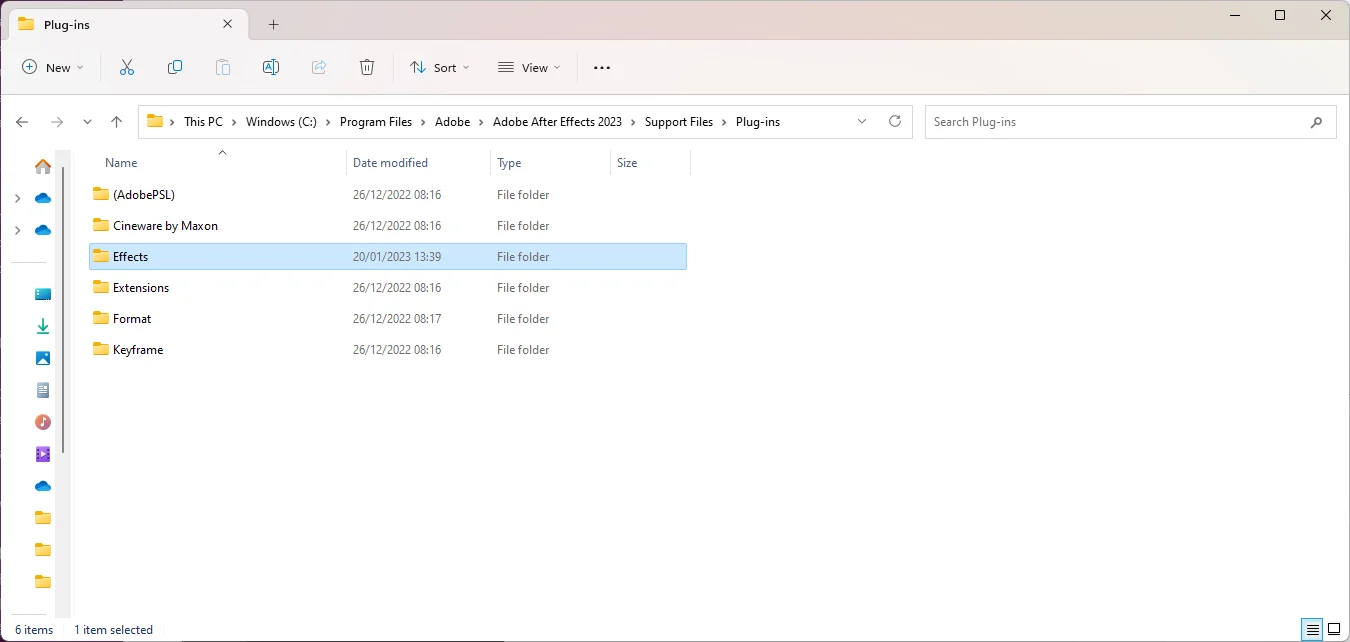 Plug-ins
New
Sort
View
This PC > Windows (C:) > Program Files > Adobe > Adobe After Effects 2023 > Support Files > Plug-ins
Search Plug-ins
Name Date modified Type Size
(AdobePSL) 26/12/2022 08:16 File folder
Cineware by Maxon 26/12/2022 08:16 File folder
Effects 20/01/2023 13:39 File folder
Extensions 26/12/2022 08:16 File folder
Format 26/12/2022 08:17 File folder
Keyframe 26/12/2022 08:16 File folder
6 items 1 item selected